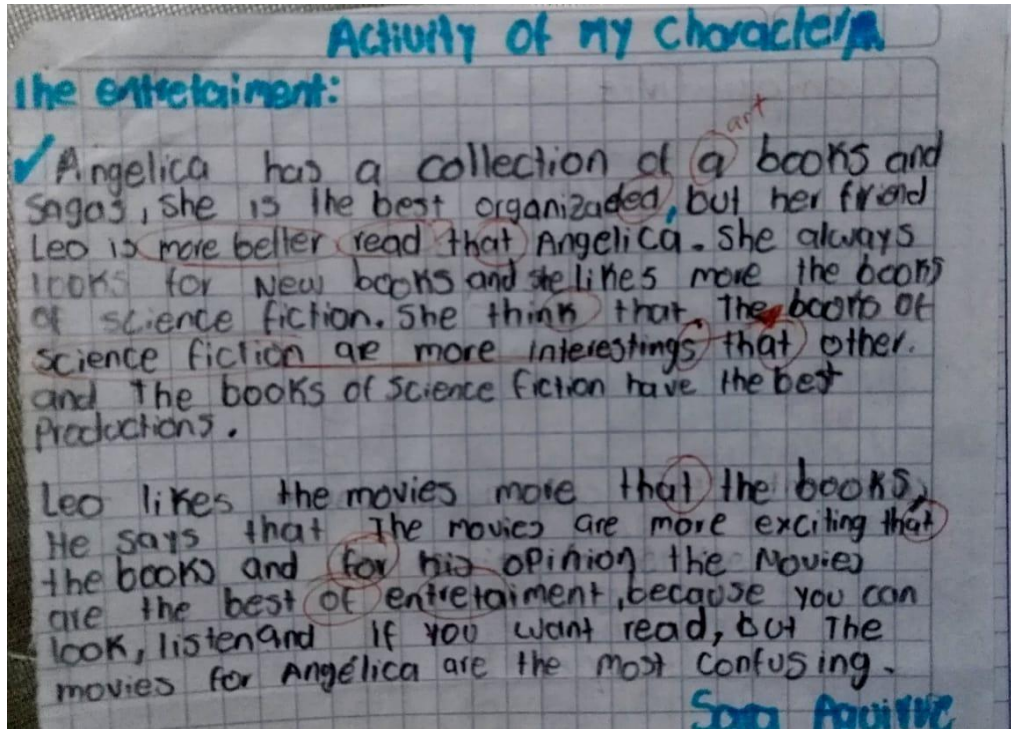 Activity of my character
The entretaiment:
art
✓ Angelica has a collection of a books and
sagas, she is the best organizaded, but her friend
Leo is more better read that Angelica. She always
looks for New books and she likes more the books
of science fiction. She think that the books of
science fiction are more interestings that other.
and The books of science fiction have the best
Productions.
Leo likes the movies more that the books,
He says that The movies are more exciting that
the books and for his opinion the Movies
are the best of entretaiment, because you can
look, listen and If you want read, but The
movies for Angélica are the most confusing.
Sara Aguirre